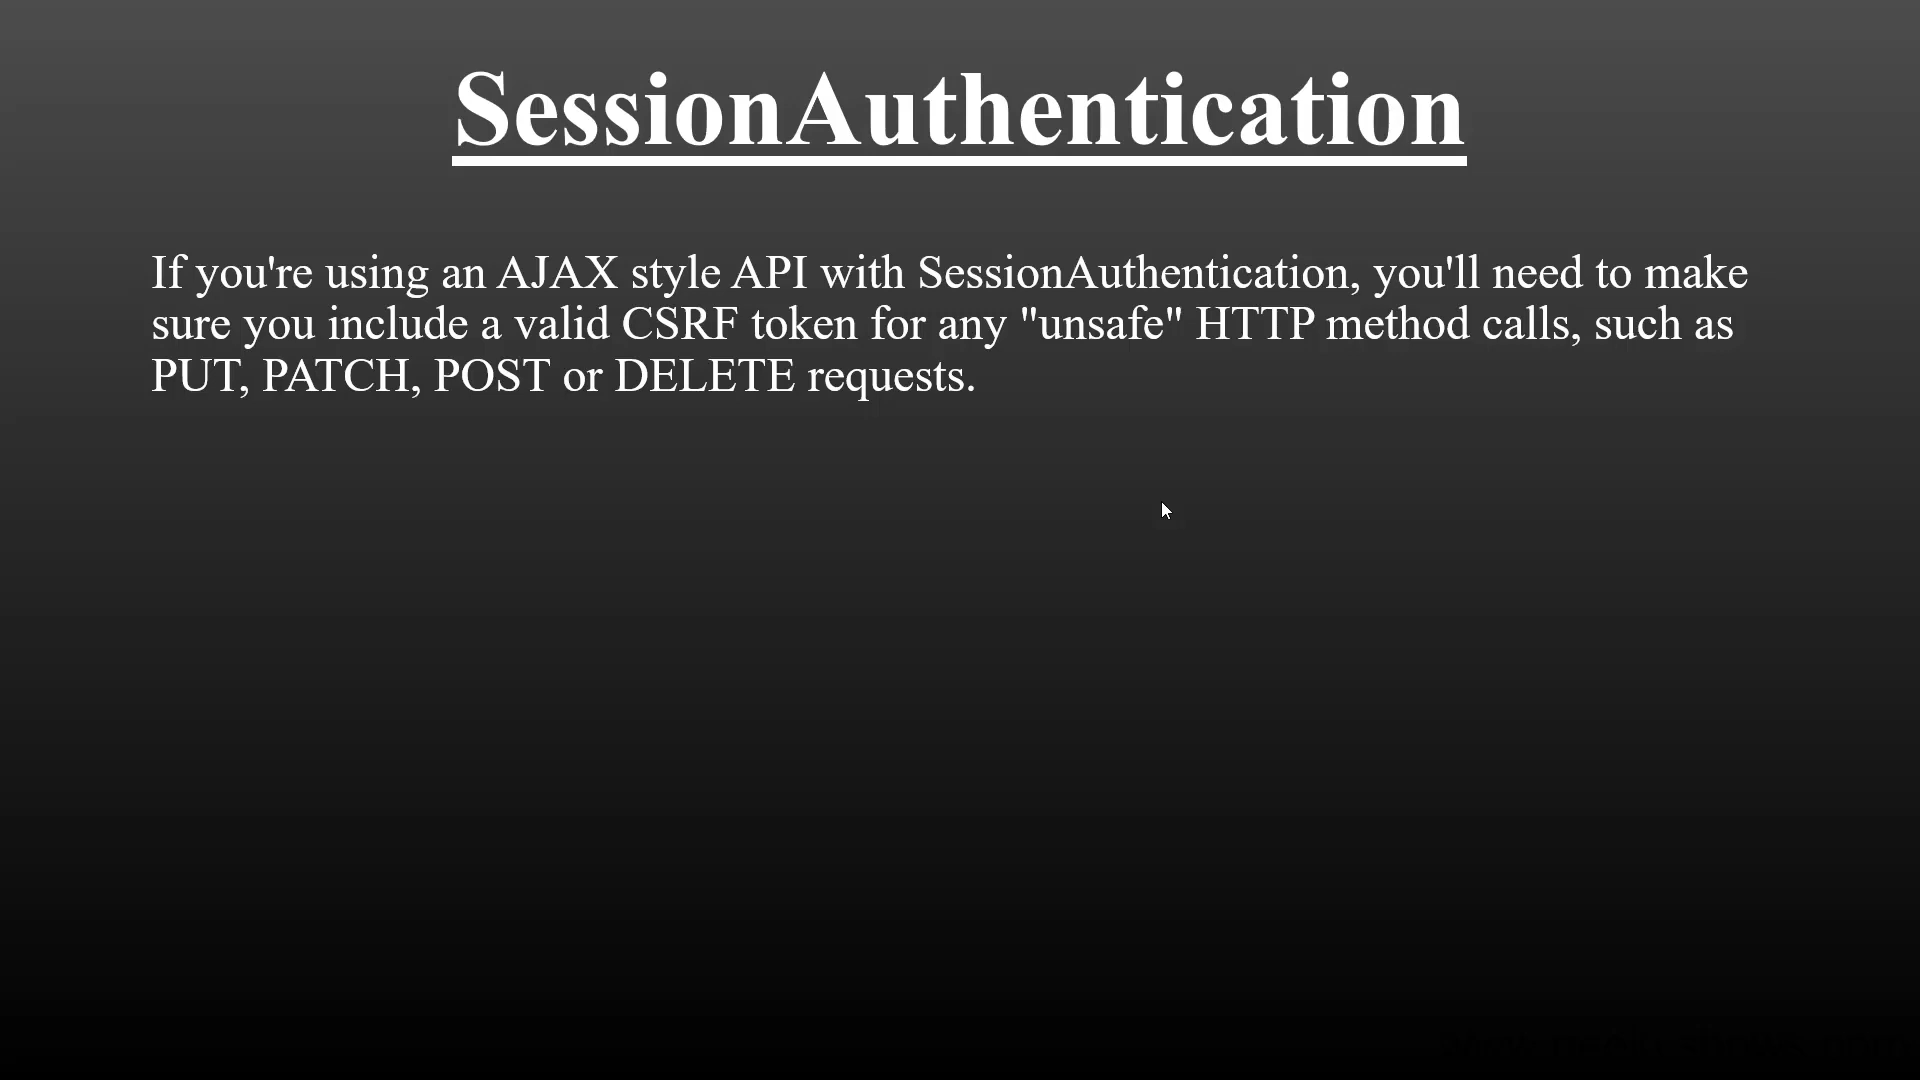 SessionAuthentication
If you're using an AJAX style API with SessionAuthentication, you'll need to make
sure you include a valid CSRF token for any "unsafe" HTTP method calls, such as
PUT, PATCH, POST or DELETE requests.